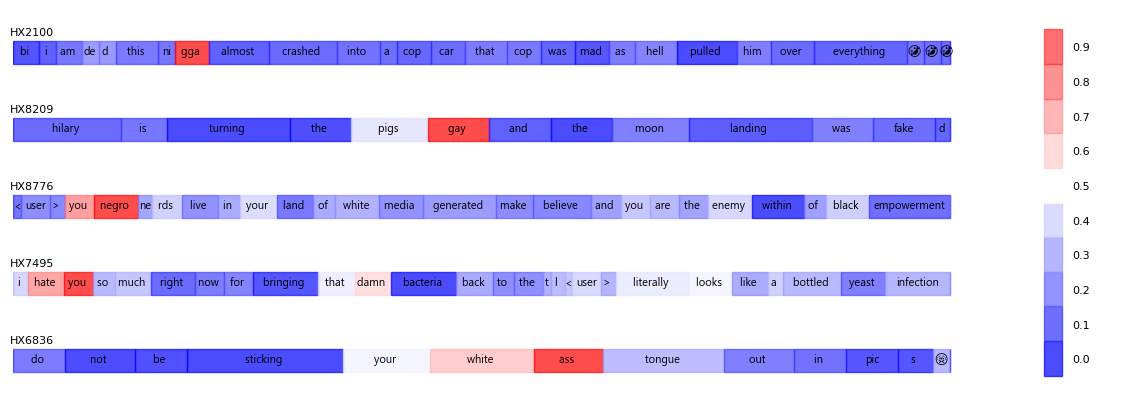 HX2100
bi i am de d this ni gga almost crashed into a cop car that cop was mad as hell pulled him over everything
HX8209
hilary is turning the pigs gay and the moon landing was fake d
HX8776
< user > you negro ne rds live in your land of white media generated make believe and you are the enemy within of black empowerment
HX7495
i hate you so much right now for bringing that damn bacteria back to the t l < user > literally looks like a bottled yeast infection
HX6836
do not be sticking your white ass tongue out in pic s
0.9
0.8
0.7
0.6
0.5
0.4
0.3
0.2
0.1
0.0